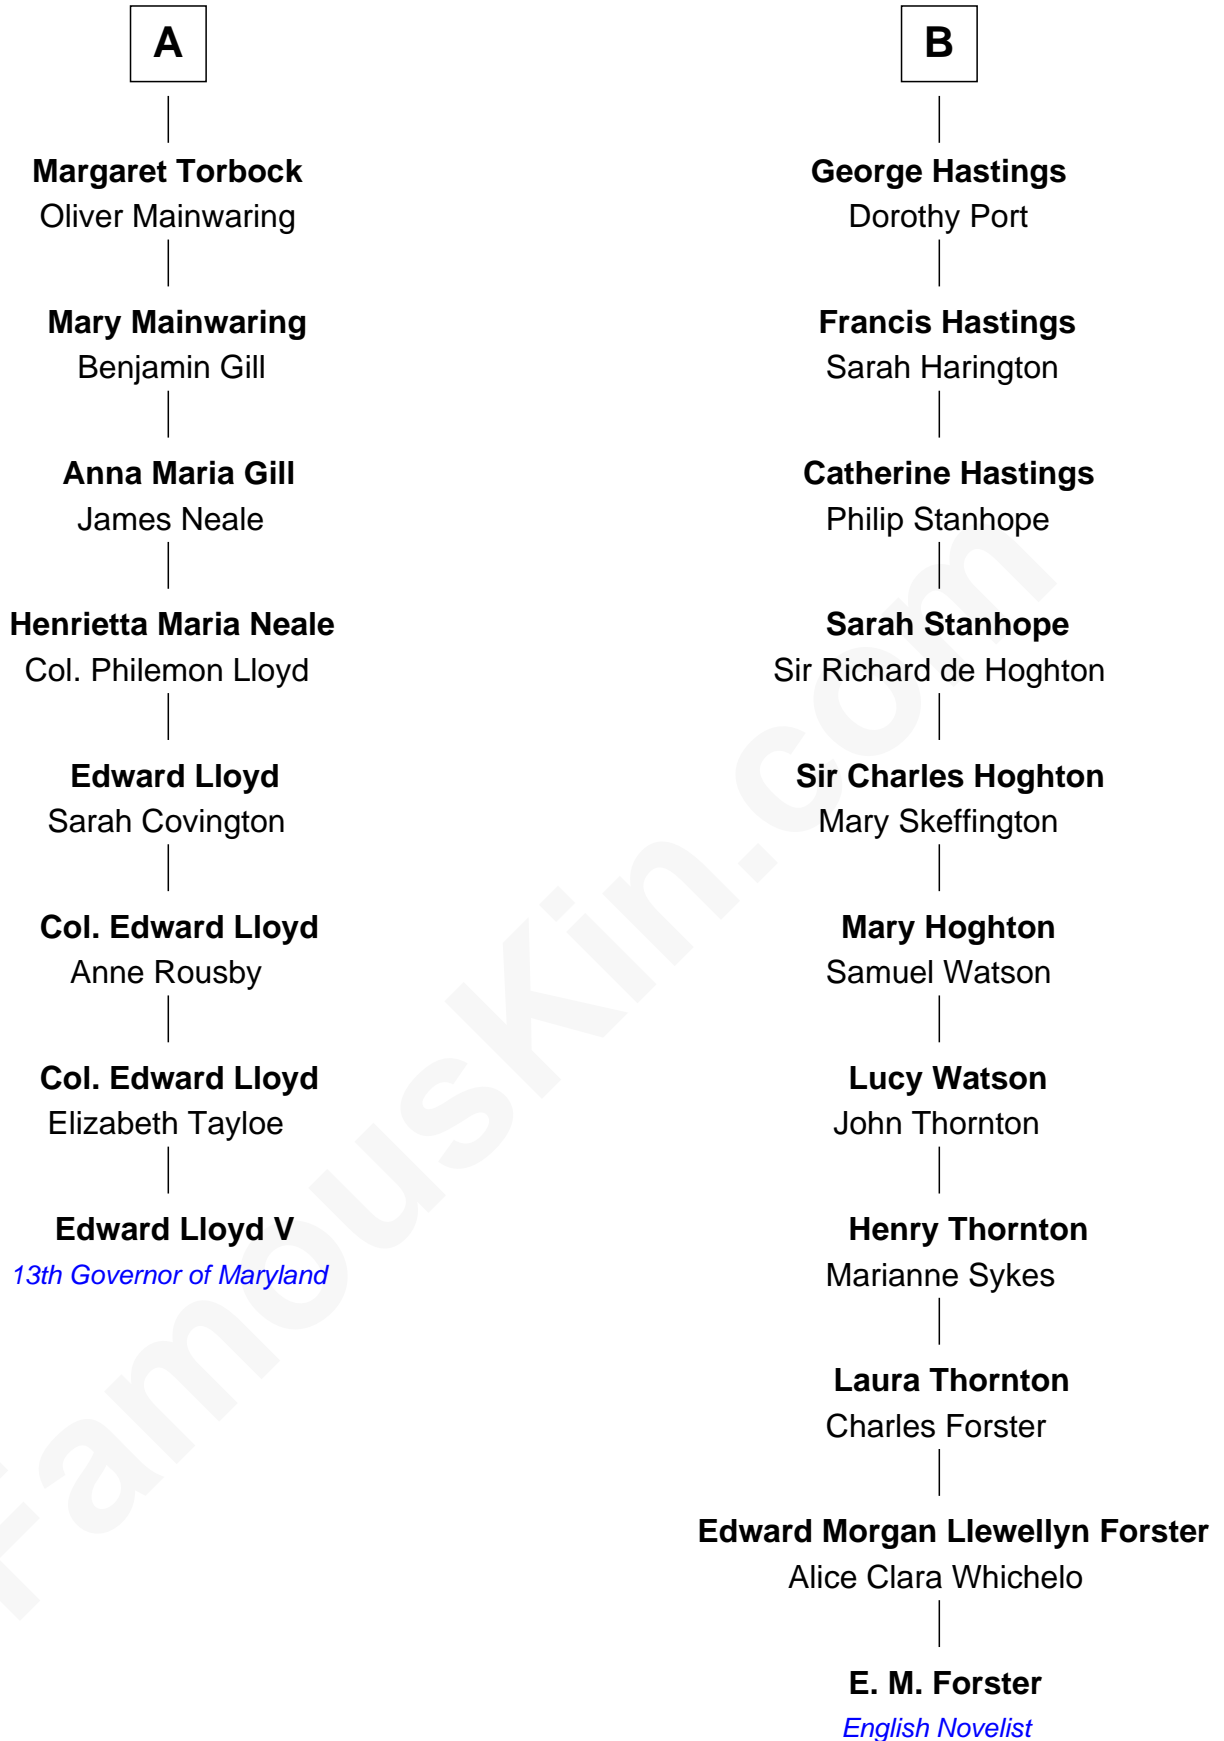 A
Margaret Torbock
Oliver Mainwaring
Mary Mainwaring
Benjamin Gill
Anna Maria Gill
James Neale
Henrietta Maria Neale
Col. Philemon Lloyd
Edward Lloyd
Sarah Covington
Col. Edward Lloyd
Anne Rousby
Col. Edward Lloyd
Elizabeth Tayloe
Edward Lloyd V
13th Governor of Maryland
B
George Hastings
Dorothy Port
Francis Hastings
Sarah Harington
Catherine Hastings
Philip Stanhope
Sarah Stanhope
Sir Richard de Hoghton
Sir Charles Hoghton
Mary Skeffington
Mary Hoghton
Samuel Watson
Lucy Watson
John Thornton
Henry Thornton
Marianne Sykes
Laura Thornton
Charles Forster
Edward Morgan Llewellyn Forster
Alice Clara Whichelo
E. M. Forster
English Novelist
FamousKin.com